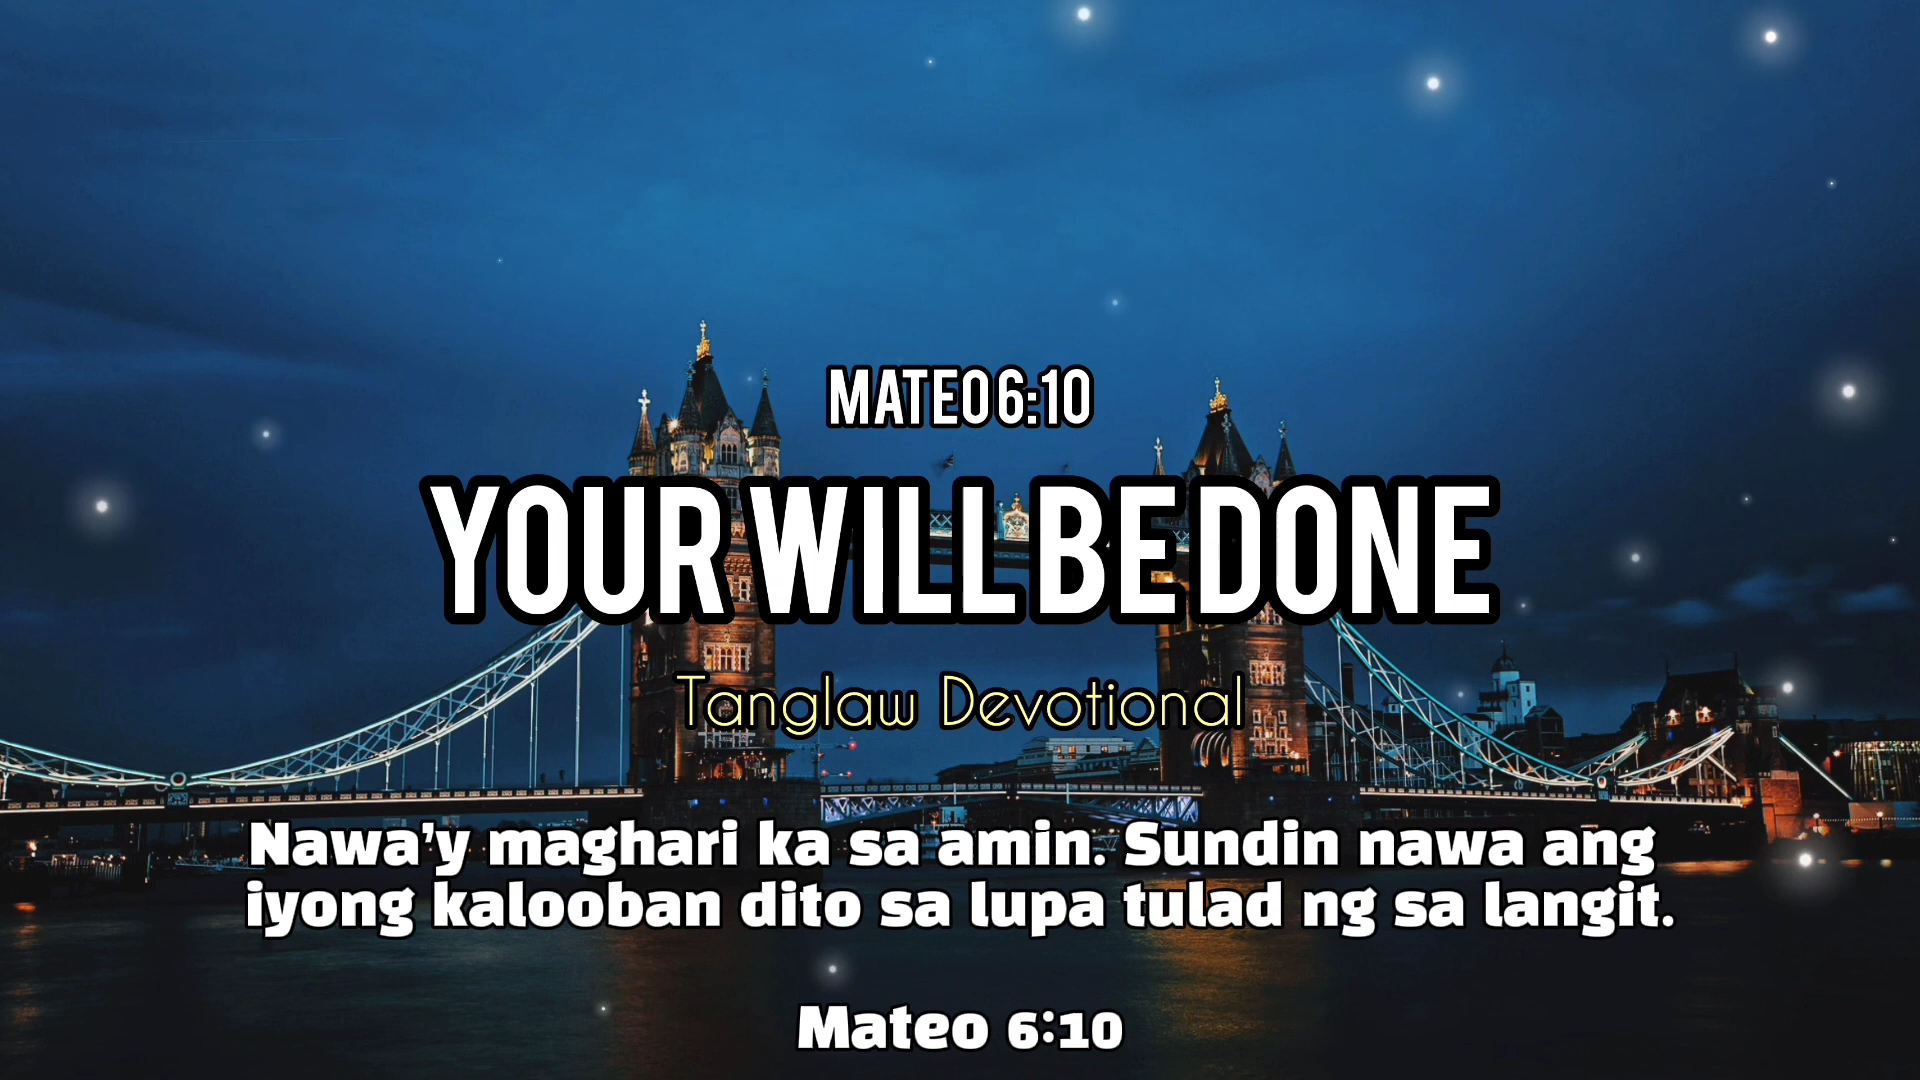 MATEO 6:10
YOUR WILL BE DONE
Tanglaw Devotional
Nawa’y maghari ka sa amin. Sundin nawa ang
iyong kalooban dito sa lupa tulad ng sa langit.
Mateo 6:10